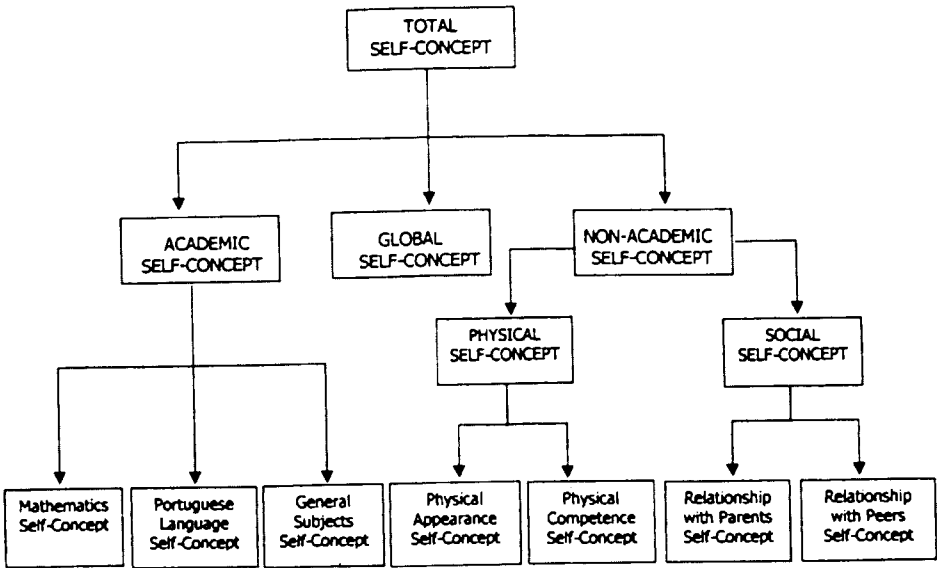 TOTAL
SELF-CONCEPT
ACADEMIC
SELF-CONCEPT
GLOBAL
SELF-CONCEPT
NON-ACADEMIC
SELF-CONCEPT
PHYSICAL
SELF-CONCEPT
SOCIAL
SELF-CONCEPT
Mathematics
Self-Concept
Portuguese
Language
Self-Concept
General
Subjects
Self-Concept
Physical
Appearance
Self-Concept
Physical
Competence
Self-Concept
Relationship
with Parents
Self-Concept
Relationship
with Peers
Self-Concept